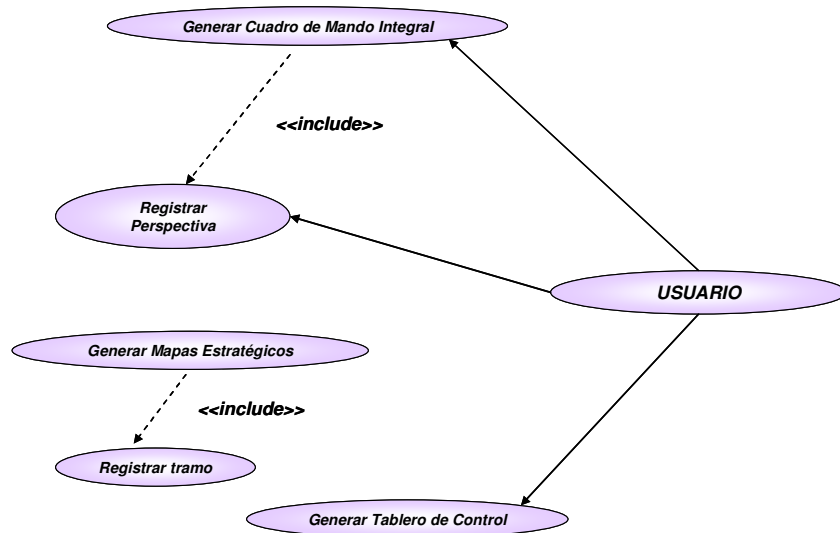 Generar Cuadro de Mando Integral
<<include>>
Registrar
Perspectiva
USUARIO
Generar Mapas Estratégicos
<<include>>
Registrar tramo
Generar Tablero de Control